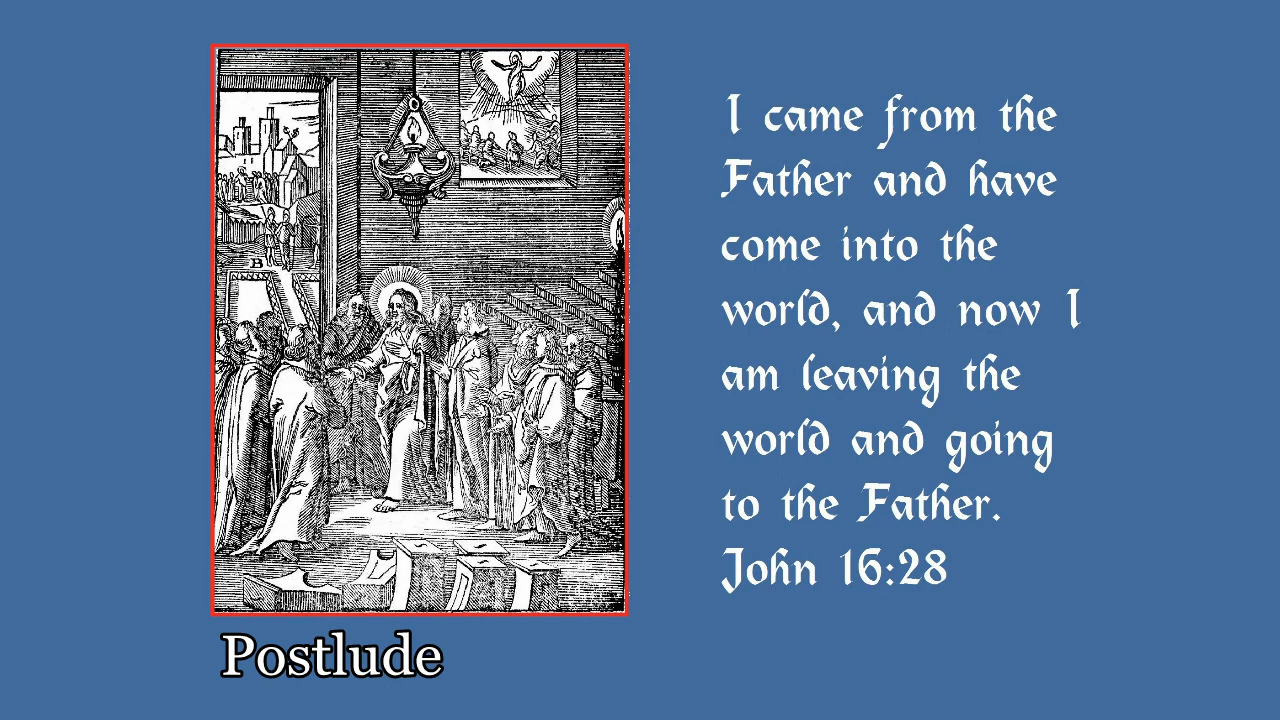 I came from the
Father and have
come into the
world, and now I
am leaving the
world and going
to the Father.
John 16:28
B
Postlude